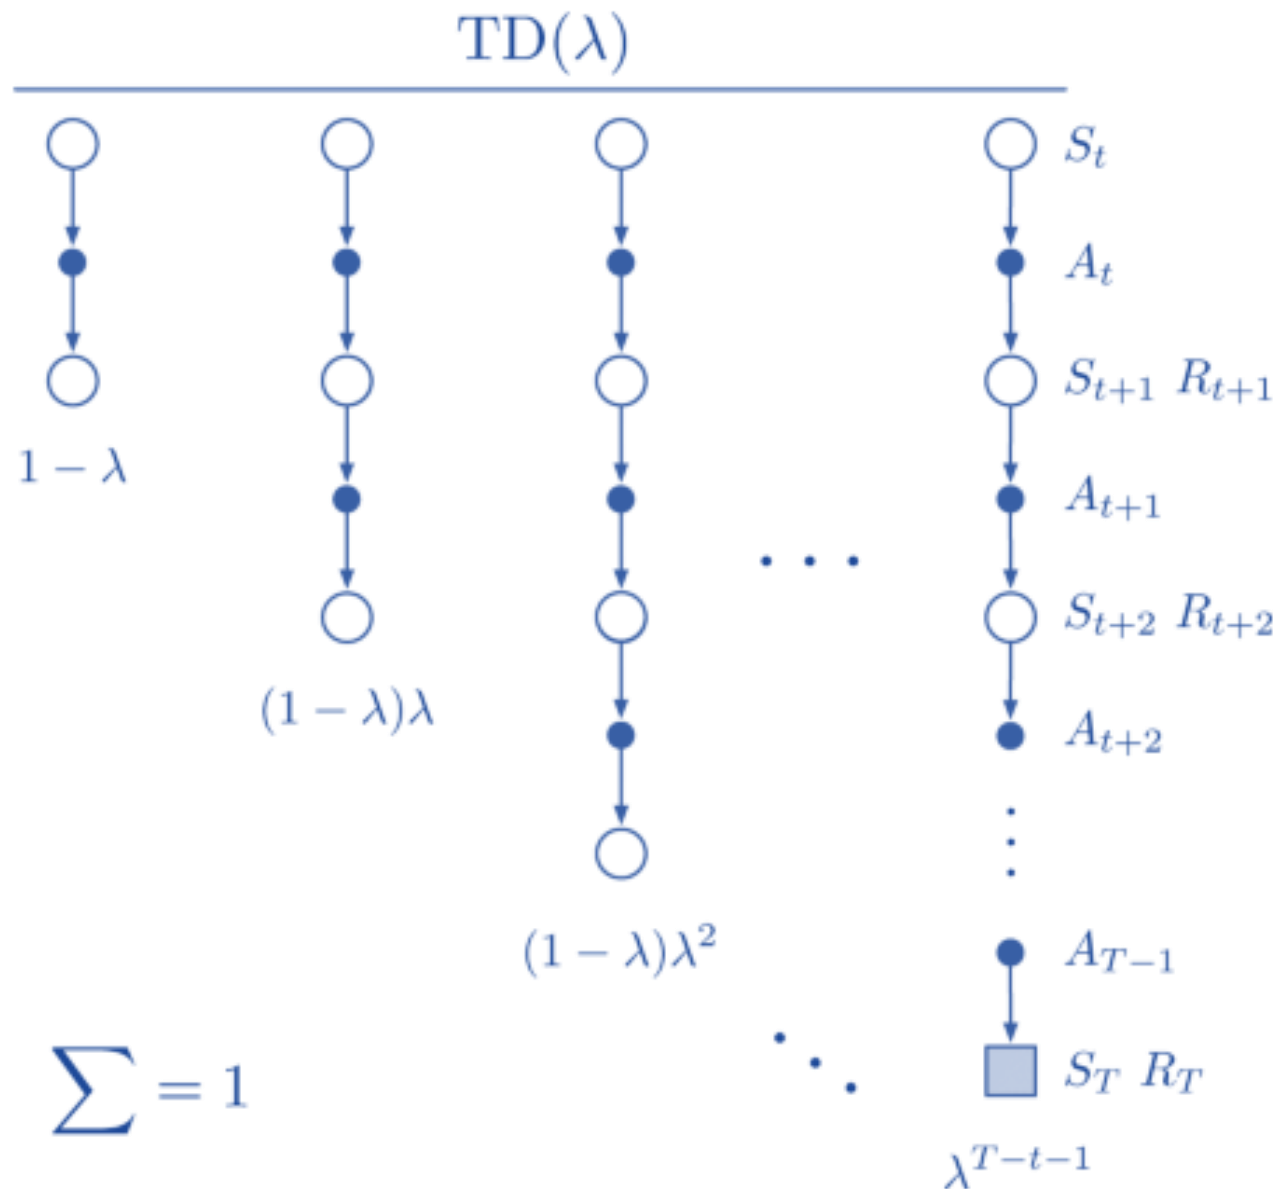 TD(λ)
S_t
A_t
S_{t+1} R_{t+1}
1 − λ
A_{t+1}
. . .
S_{t+2} R_{t+2}
(1 − λ)λ
A_{t+2}
(1 − λ)λ^2
A_{T−1}
S_T R_T
∑ = 1
λ^{T−t−1}